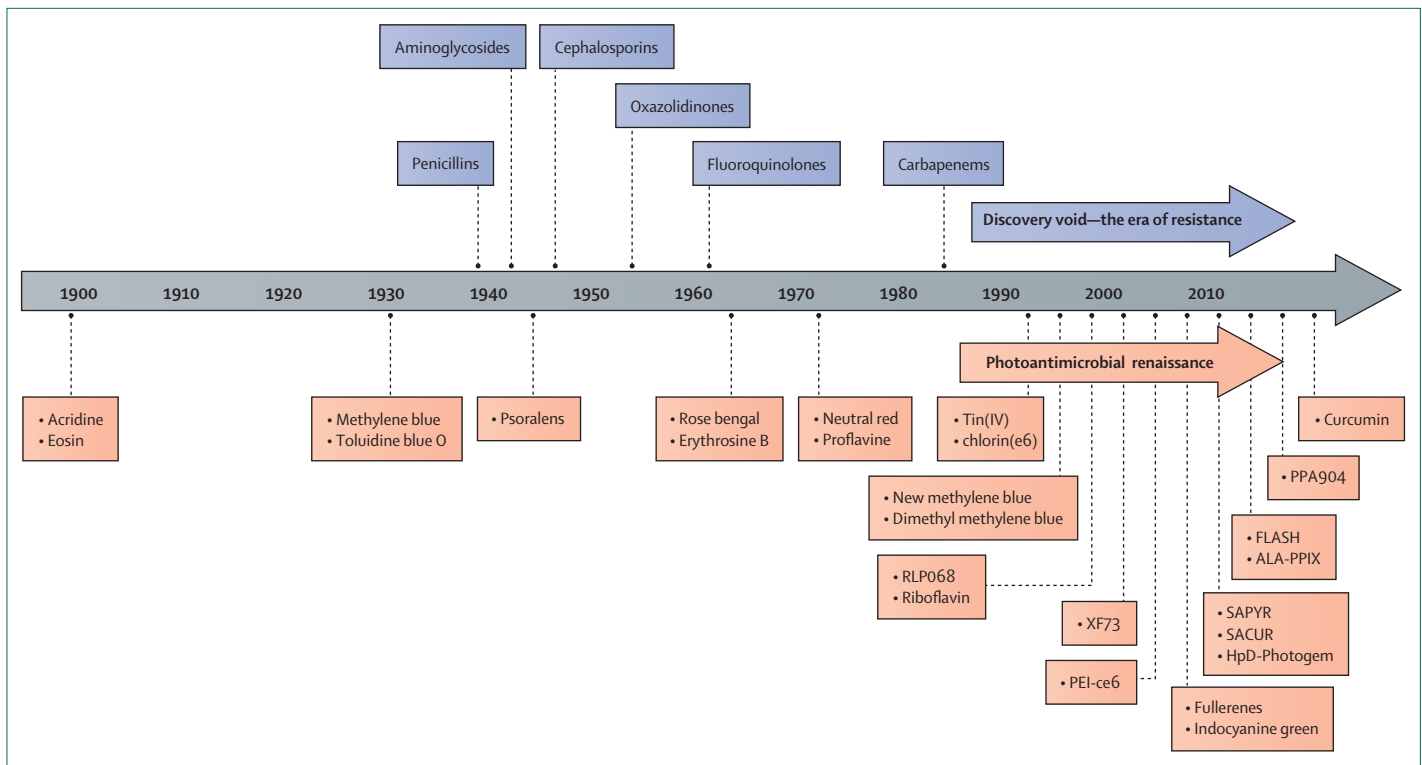 Aminoglycosides
Cephalosporins
Oxazolidinones
Penicillins
Fluoroquinolones
Carbapenems
Discovery void—the era of resistance
1900
1910
1920
1930
1940
1950
1960
1970
1980
1990
2000
2010
Photoantimicrobial renaissance
• Acridine
• Eosin
• Methylene blue
• Toluidine blue O
• Psoralens
• Rose bengal
• Erythrosine B
• Neutral red
• Proflavine
• Tin(IV)
• chlorin(e6)
• Curcumin
• New methylene blue
• Dimethyl methylene blue
• PPA904
• RLP068
• Riboflavin
• FLASH
• ALA-PPIX
• XF73
• SAPYR
• SACUR
• HpD-Photogem
• PEI-ce6
• Fullerenes
• Indocyanine green